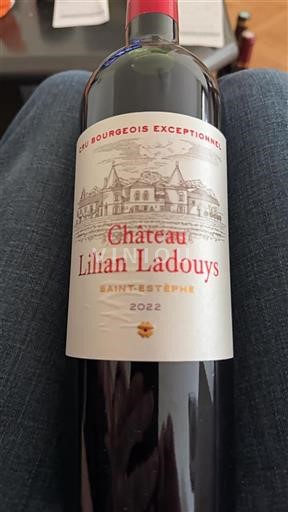 CRU BOURGEOIS EXCEPTIONNEL
Château
Lilian Ladouys
SAINT-ESTÈPHE
2022